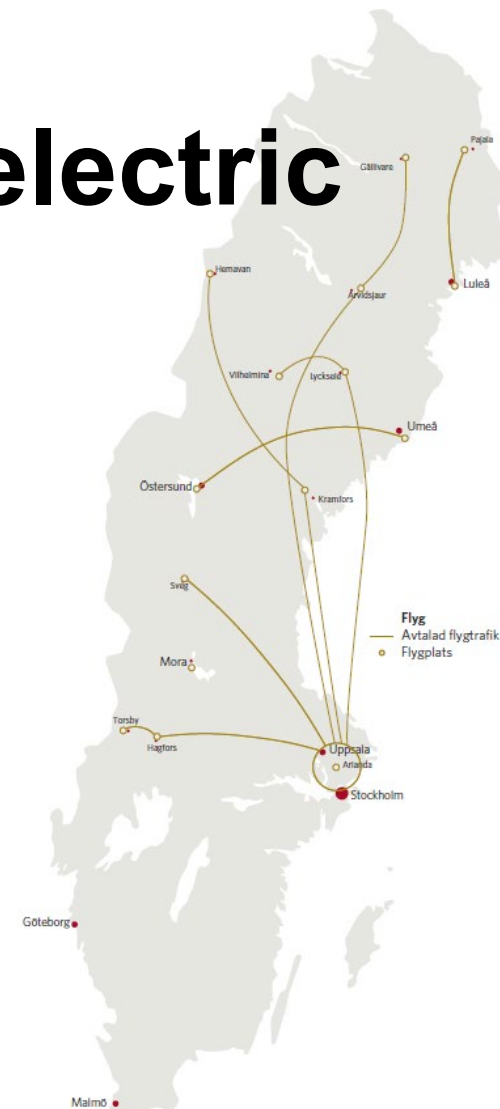 electric
Pajala
Gällivare
Hemavan
Luleå
Arvidsjaur
Vilhelmina
Lycksele
Umeå
Östersund
Kramfors
Sveg
Flyg
Avtalad flygtrafik
Flygplats
Mora
Torsby
Hagfors
Uppsala
Arlanda
Stockholm
Göteborg
Malmö